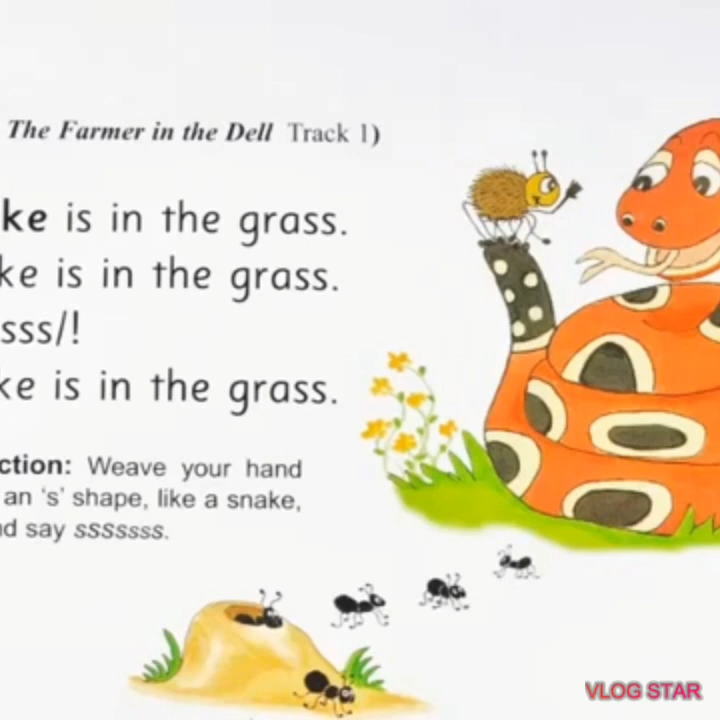 The Farmer in the Dell Track 1)
ke is in the grass.
ke is in the grass.
sss/!
ke is in the grass.
ction: Weave your hand
an ‘s’ shape, like a snake,
d say sssssss.
VLOG STAR